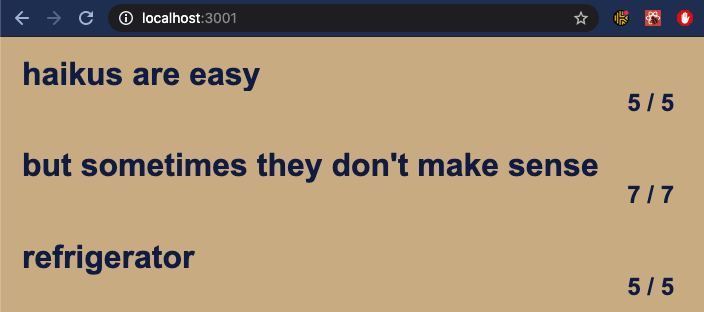 localhost:3001
haikus are easy
5 / 5
but sometimes they don't make sense
7 / 7
refrigerator
5 / 5